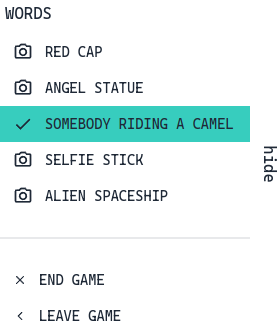 WORDS
RED CAP
ANGEL STATUE
SOMEBODY RIDING A CAMEL
SELFIE STICK
ALIEN SPACESHIP
hide
END GAME
LEAVE GAME